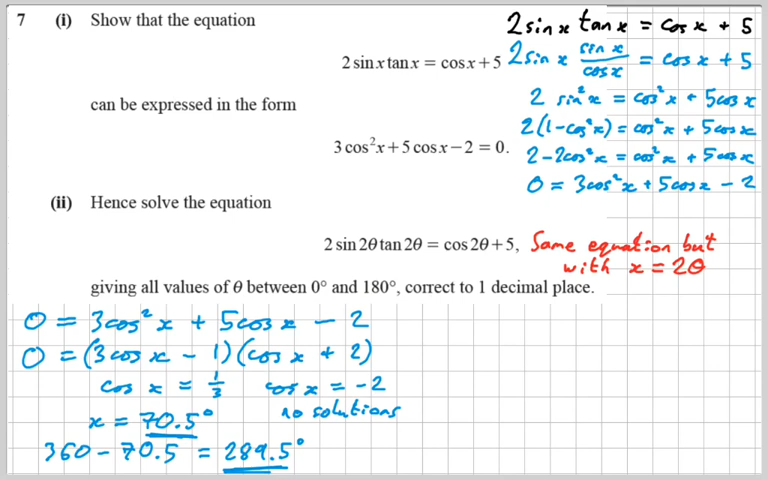 7 (i) Show that the equation
2 sin x tan x = cos x + 5
can be expressed in the form
3 cos²x + 5 cos x − 2 = 0.
2 sin x tan x = cos x + 5
2 sin x sin x / cos x = cos x + 5
2 sin²x = cos²x + 5cos x
2(1−cos²x) = cos²x + 5cos x
2−2cos²x = cos²x + 5cos x
0 = 3cos²x + 5cos x − 2
(ii) Hence solve the equation
2 sin 2θ tan 2θ = cos 2θ + 5,
Same equation but
with x = 2θ
giving all values of θ between 0° and 180°, correct to 1 decimal place.
0 = 3cos²x + 5cos x − 2
0 = (3cos x − 1)(cos x + 2)
cos x = 1/3 cos x = −2
x = 70.5° no solutions
360 − 70.5 = 289.5°